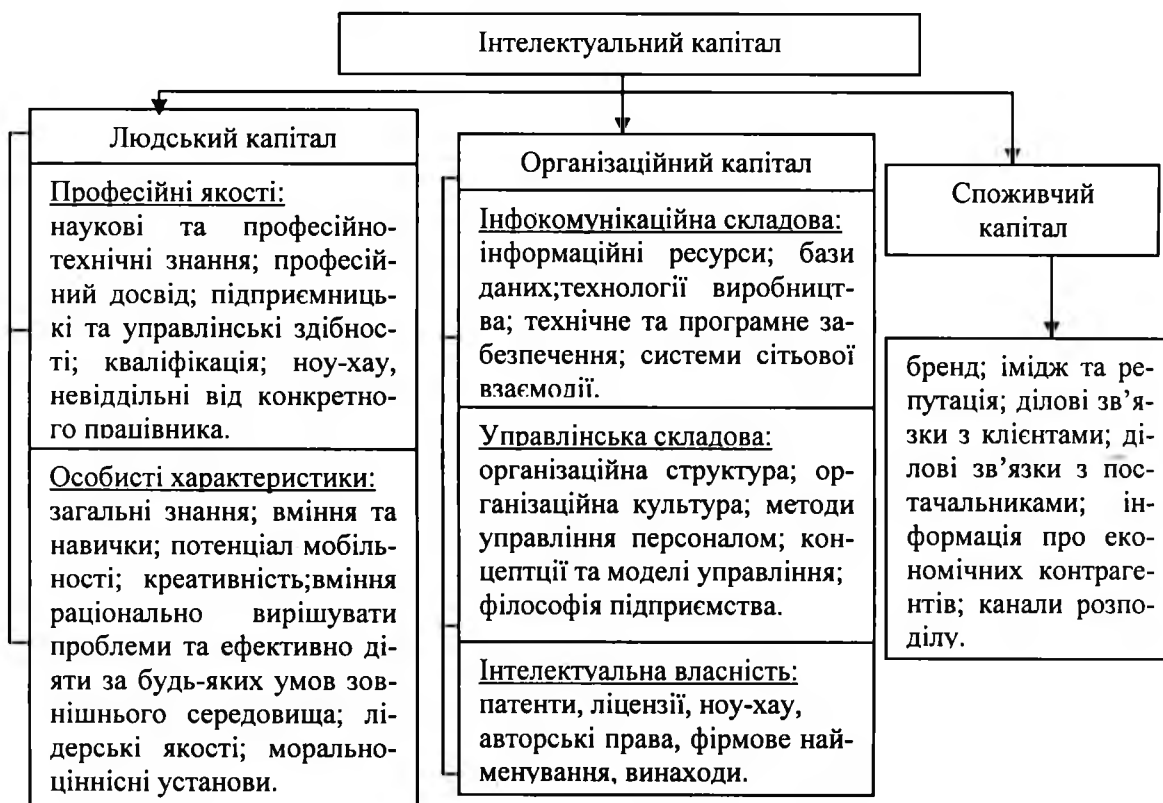 Інтелектуальний капітал
Людський капітал
Професійні якості:
наукові та професійно-
технічні знання; професій-
ний досвід; підприємниць-
кі та управлінські здібнос-
ті; кваліфікація; ноу-хау,
невіддільні від конкретно-
го працівника.
Особисті характеристики:
загальні знання; вміння та
навички; потенціал мобіль-
ності; креативність;вміння
раціонально вирішувати
проблеми та ефективно ді-
яти за будь-яких умов зов-
нішнього середовища; лі-
дерські якості; морально-
ціннісні установи.
Організаційний капітал
Інфокомунікаційна складова:
інформаційні ресурси; бази
даних;технології виробницт-
ва; технічне та програмне за-
безпечення; системи сітьової
взаємодії.
Управлінська складова:
організаційна структура; ор-
ганізаційна культура; методи
управління персоналом; кон-
цептції та моделі управління;
філософія підприємства.
Інтелектуальна власність:
патенти, ліцензії, ноу-хау,
авторські права, фірмове най-
менування, винаходи.
Споживчий
капітал
бренд; імідж та ре-
путація; ділові зв’я-
зки з клієнтами; ді-
лові зв’язки з пос-
тачальниками; ін-
формація про еко-
номічних контраге-
нтів; канали розпо-
ділу.